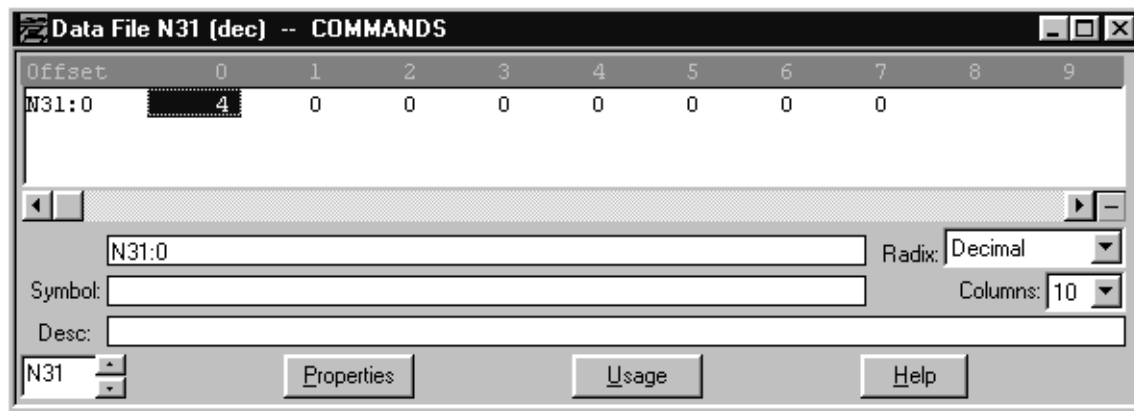 Data File N31 (dec) -- COMMANDS
Offset 0 1 2 3 4 5 6 7 8 9
N31:0 4 0 0 0 0 0 0 0
N31:0 Radix: Decimal
Symbol: Columns: 10
Desc:
N31 Properties Usage Help